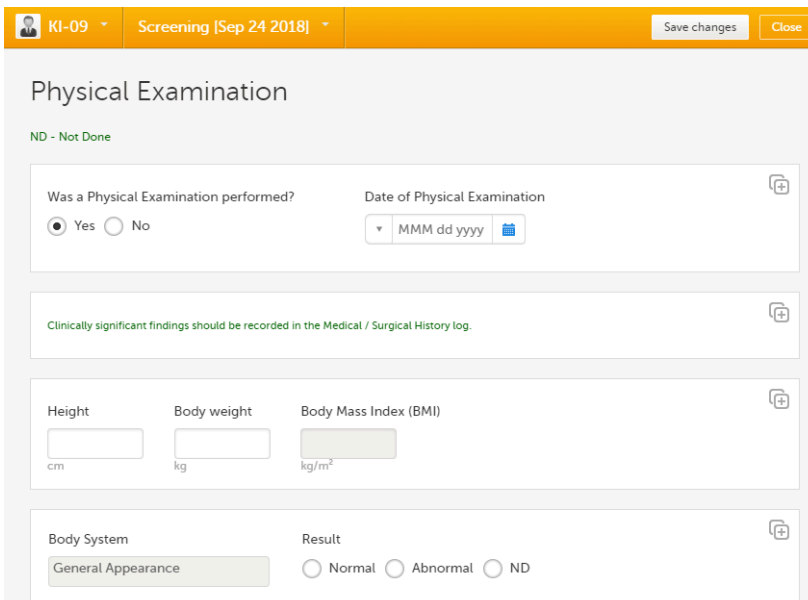 KI-09 Screening [Sep 24 2018] Save changes Close
Physical Examination
ND - Not Done
Was a Physical Examination performed? Date of Physical Examination
Yes No MMM dd yyyy
Clinically significant findings should be recorded in the Medical / Surgical History log.
Height Body weight Body Mass Index (BMI)
cm kg kg/m²
Body System Result
General Appearance Normal Abnormal ND